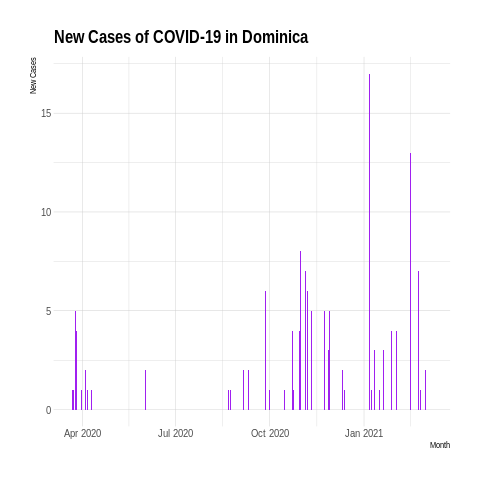 New Cases of COVID-19 in Dominica
New Cases
15
10
5
0
Apr 2020 Jul 2020 Oct 2020 Jan 2021
Month